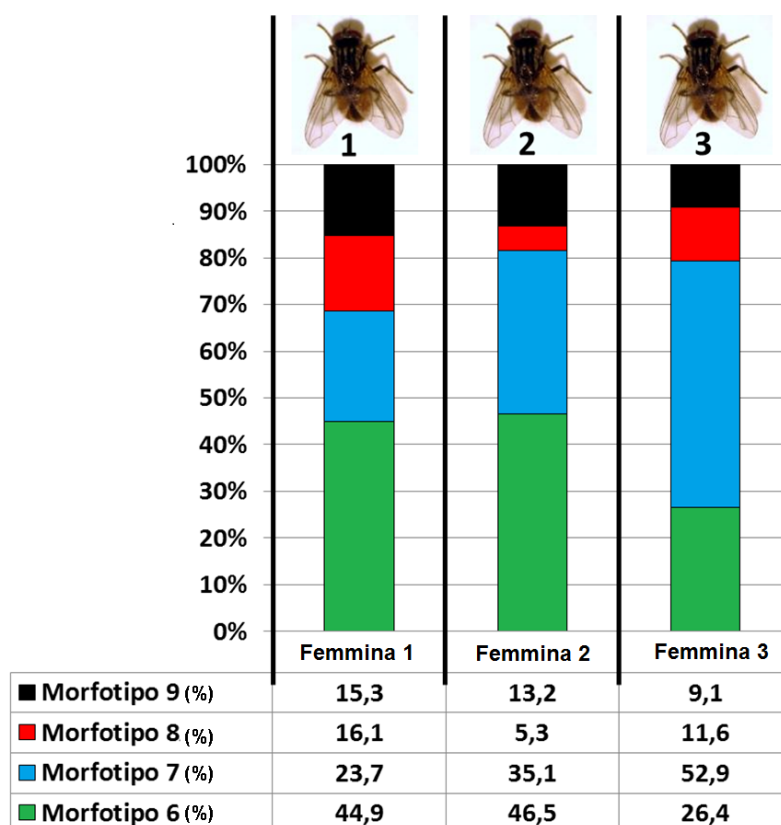 1 2 3
100%
90%
80%
70%
60%
50%
40%
30%
20%
10%
0%
Femmina 1 Femmina 2 Femmina 3
Morfotipo 9 (%) 15,3 13,2 9,1
Morfotipo 8 (%) 16,1 5,3 11,6
Morfotipo 7 (%) 23,7 35,1 52,9
Morfotipo 6 (%) 44,9 46,5 26,4